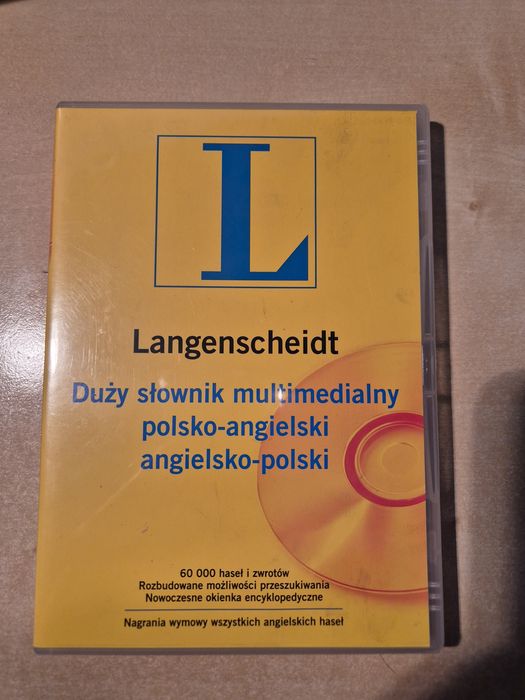 L
Langenscheidt
Duży słownik multimedialny
polsko-angielski
angielsko-polski
60 000 haseł i zwrotów
Rozbudowane możliwości przeszukiwania
Nowoczesne okienka encyklopedyczne
Nagrania wymowy wszystkich angielskich haseł